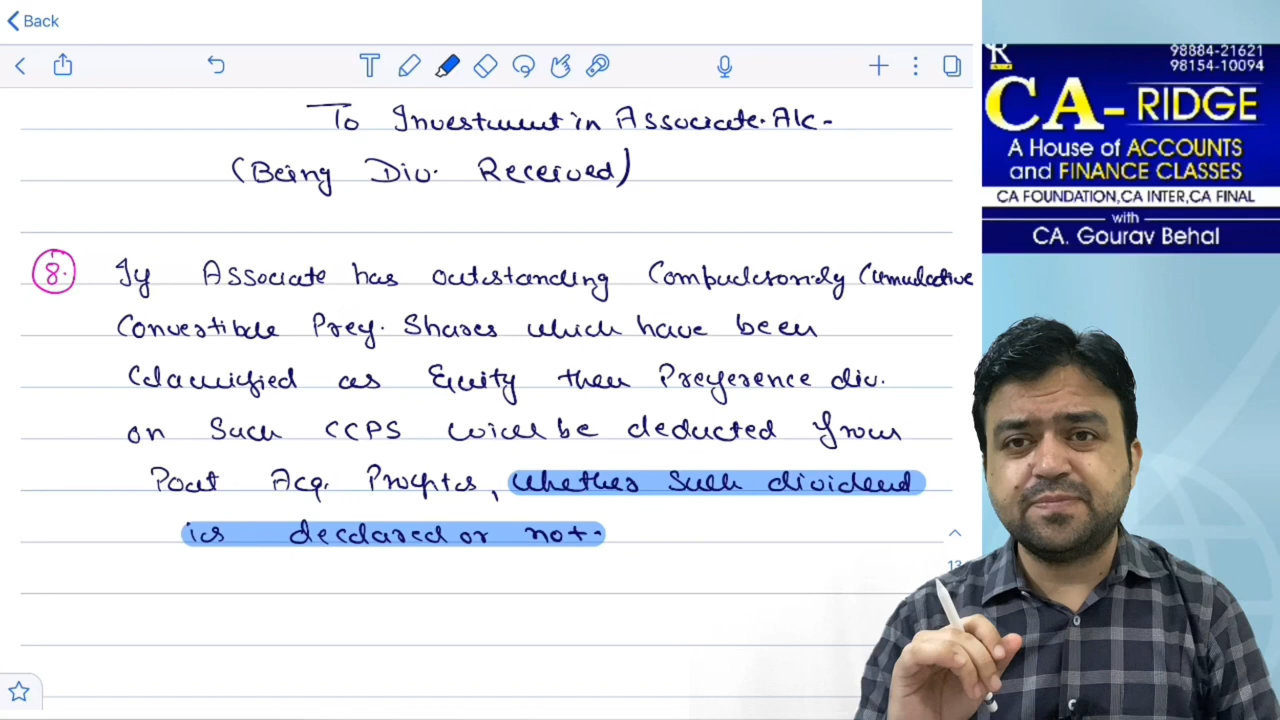 Back
To Investment in Associate. A/c -
(Being Div. Received)
8. If Associate has outstanding Compulsorily Cumulative
Convertible Pref. Shares which have been
Classified as Equity then Preference div.
on Such CCPS will be deducted from
Post Acq. Profits, whether such dividend
is declared or not.
13
R
98884-21621
98154-10094
CA-RIDGE
A House of ACCOUNTS
and FINANCE CLASSES
CA FOUNDATION,CA INTER,CA FINAL
with
CA. Gourav Behal